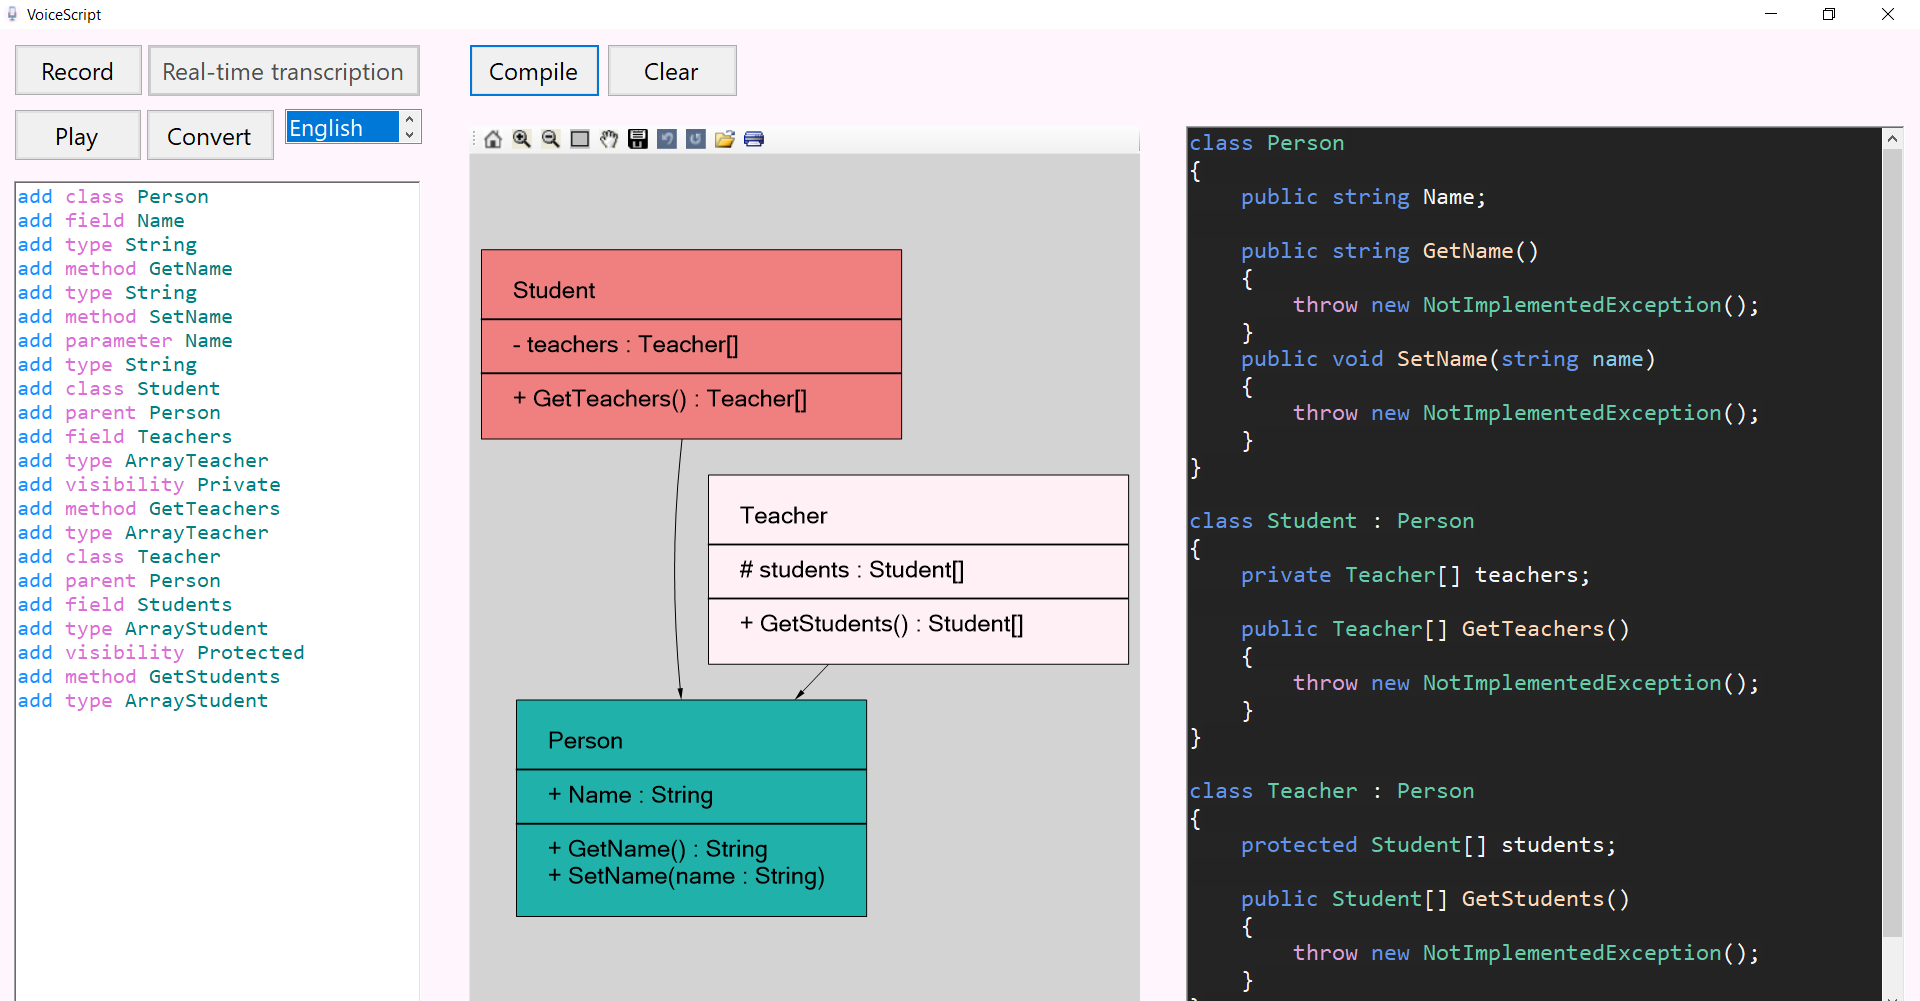 VoiceScript
Record
Real-time transcription
Compile
Clear
Play
Convert
English
add class Person
add field Name
add type String
add method GetName
add type String
add method SetName
add parameter Name
add type String
add class Student
add parent Person
add field Teachers
add type ArrayTeacher
add visibility Private
add method GetTeachers
add type ArrayTeacher
add class Teacher
add parent Person
add field Students
add type ArrayStudent
add visibility Protected
add method GetStudents
add type ArrayStudent
Student
- teachers : Teacher[]
+ GetTeachers() : Teacher[]
Teacher
# students : Student[]
+ GetStudents() : Student[]
Person
+ Name : String
+ GetName() : String
+ SetName(name : String)
class Person
{
    public string Name;
    public string GetName()
    {
        throw new NotImplementedException();
    }
    public void SetName(string name)
    {
        throw new NotImplementedException();
    }
}
class Student : Person
{
    private Teacher[] teachers;
    public Teacher[] GetTeachers()
    {
        throw new NotImplementedException();
    }
}
class Teacher : Person
{
    protected Student[] students;
    public Student[] GetStudents()
    {
        throw new NotImplementedException();
    }